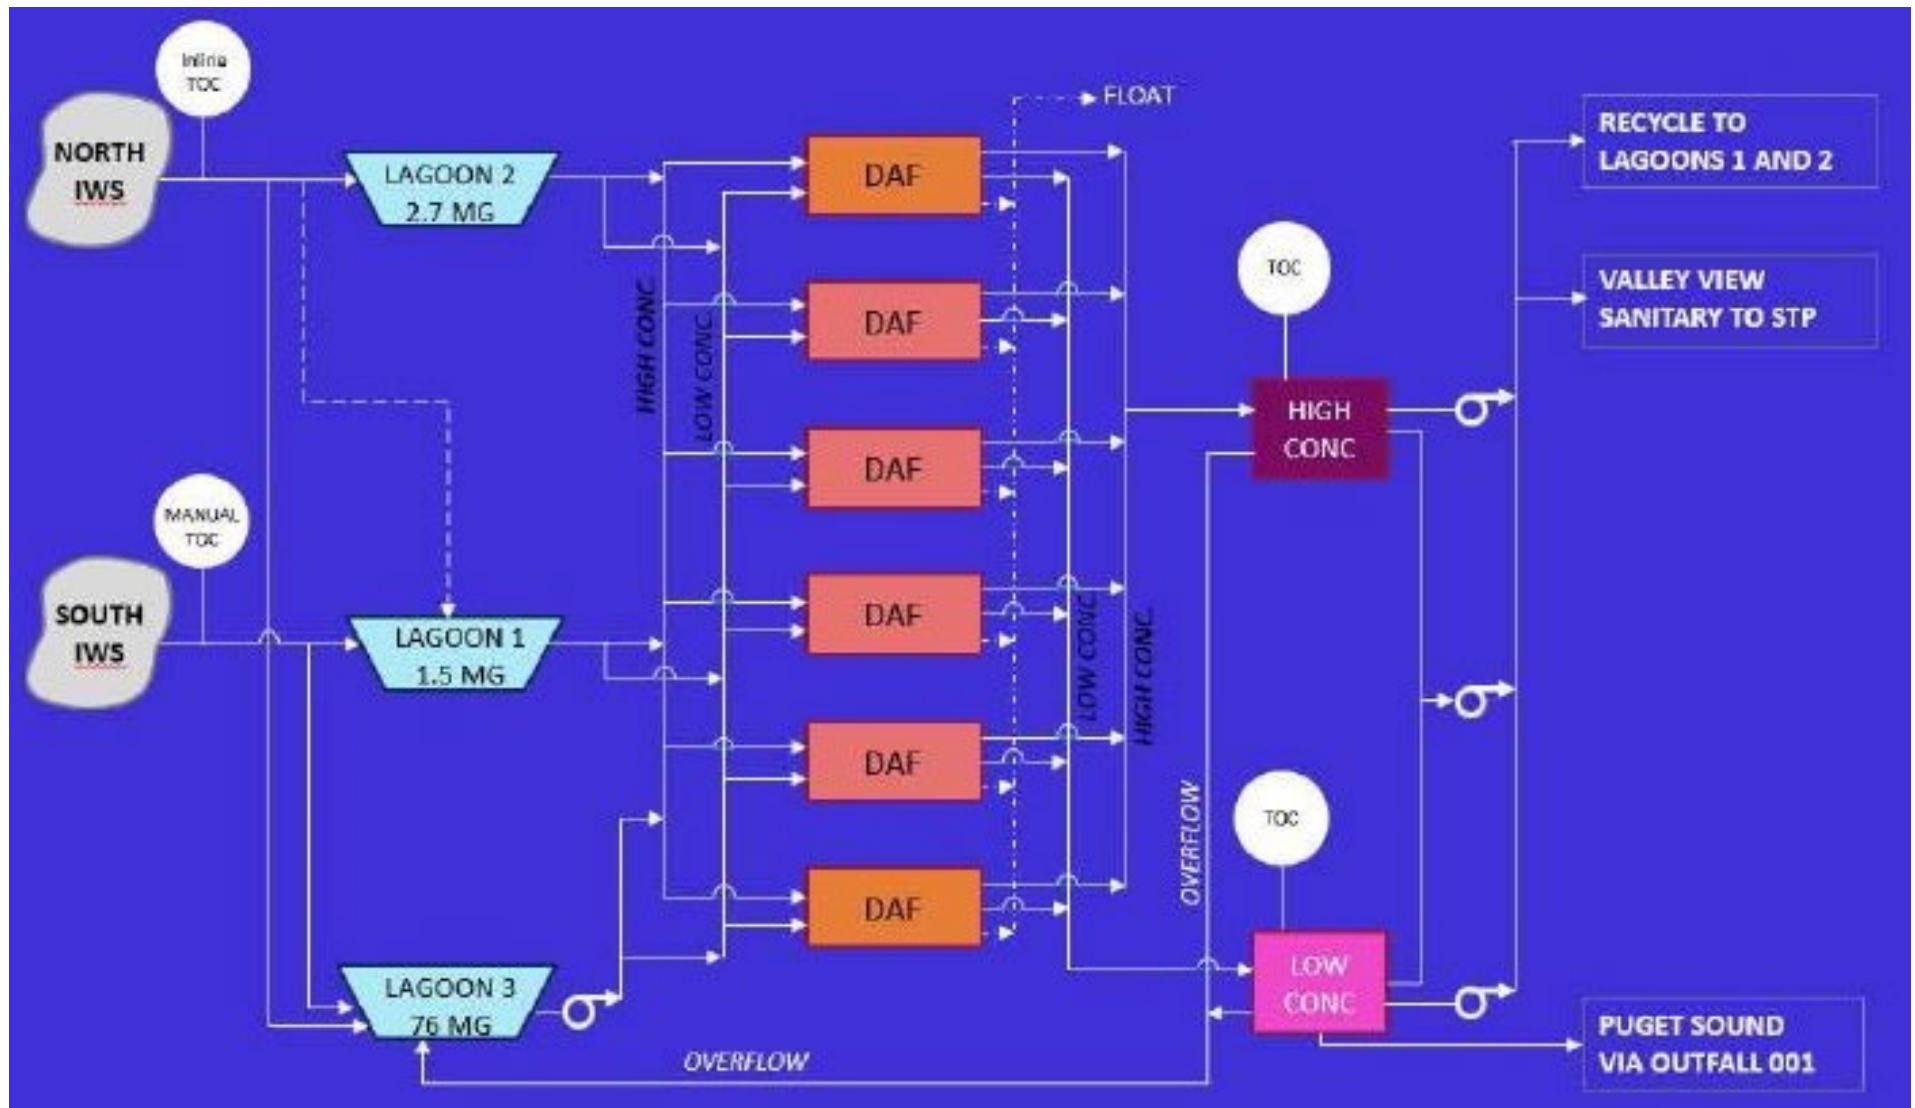 Inline
TOC
NORTH
IWS
LAGOON 2
2.7 MG
MANUAL
TOC
SOUTH
IWS
LAGOON 1
1.5 MG
LAGOON 3
76 MG
HIGH CONC.
LOW CONC.
DAF
DAF
DAF
DAF
DAF
DAF
FLOAT
LOW CONC.
HIGH CONC.
OVERFLOW
OVERFLOW
TOC
HIGH
CONC
TOC
LOW
CONC
RECYCLE TO
LAGOONS 1 AND 2
VALLEY VIEW
SANITARY TO STP
PUGET SOUND
VIA OUTFALL 001